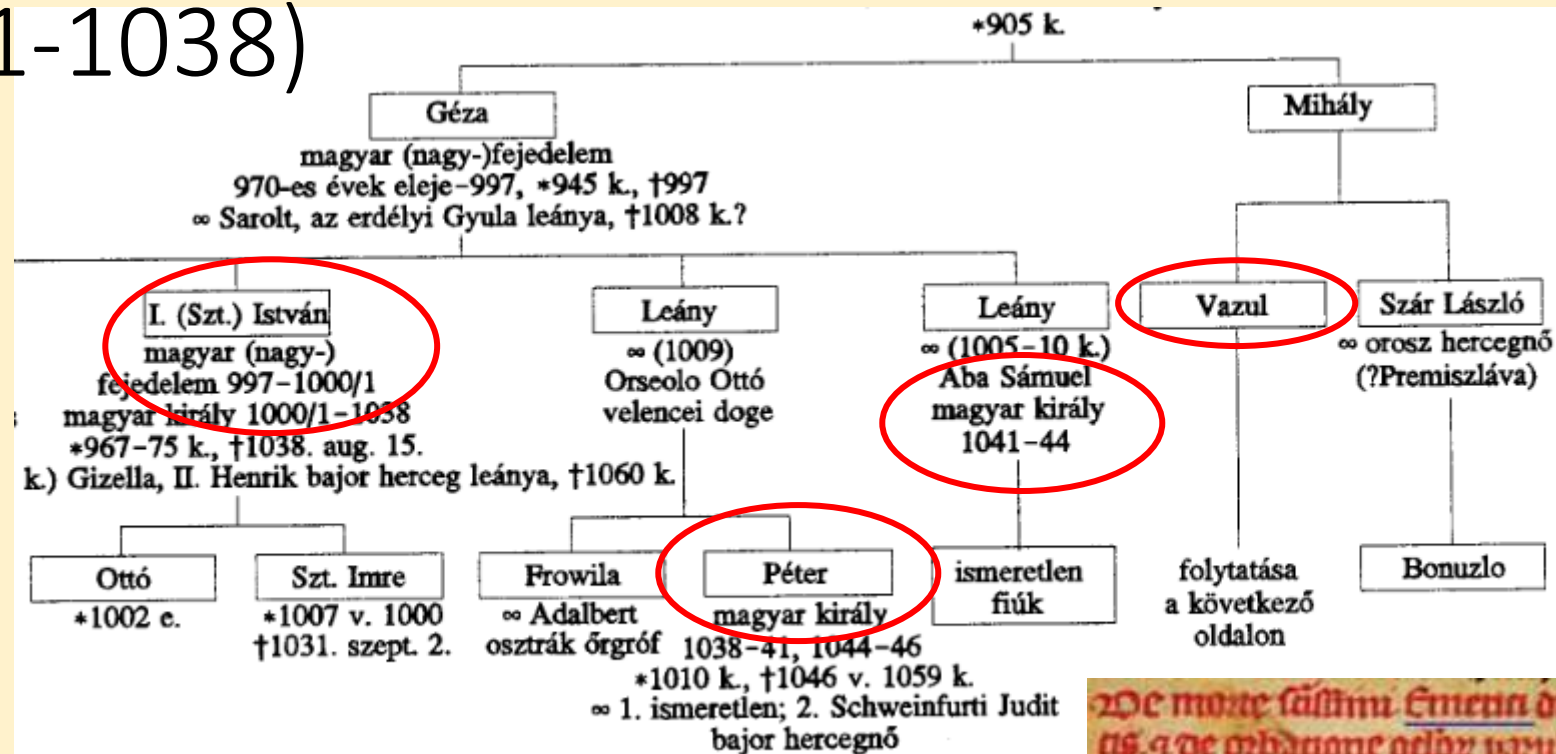 1-1038)
*905 k.
Géza
Mihály
magyar (nagy-)fejedelem
970-es évek eleje-997, *945 k., †997
∞ Sarolt, az erdélyi Gyula leánya, †1008 k.?
I. (Szt.) István
magyar (nagy-)
fejedelem 997-1000/1
magyar király 1000/1-1038
*967-75 k., †1038. aug. 15.
k.) Gizella, II. Henrik bajor herceg leánya, †1060 k.
Leány
∞ (1009)
Orseolo Ottó
velencei doge
Leány
∞ (1005-10 k.)
Aba Sámuel
magyar király
1041-44
Vazul
Szár László
∞ orosz hercegnő
(?Premiszláva)
Ottó
*1002 e.
Szt. Imre
*1007 v. 1000
†1031. szept. 2.
Frowila
∞ Adalbert
osztrák őrgróf
Péter
magyar király
1038-41, 1044-46
*1010 k., †1046 v. 1059 k.
∞ 1. ismeretlen; 2. Schweinfurti Judit
bajor hercegnő
ismeretlen
fiúk
folytatása
a következő
oldalon
Bonuzlo
De morte